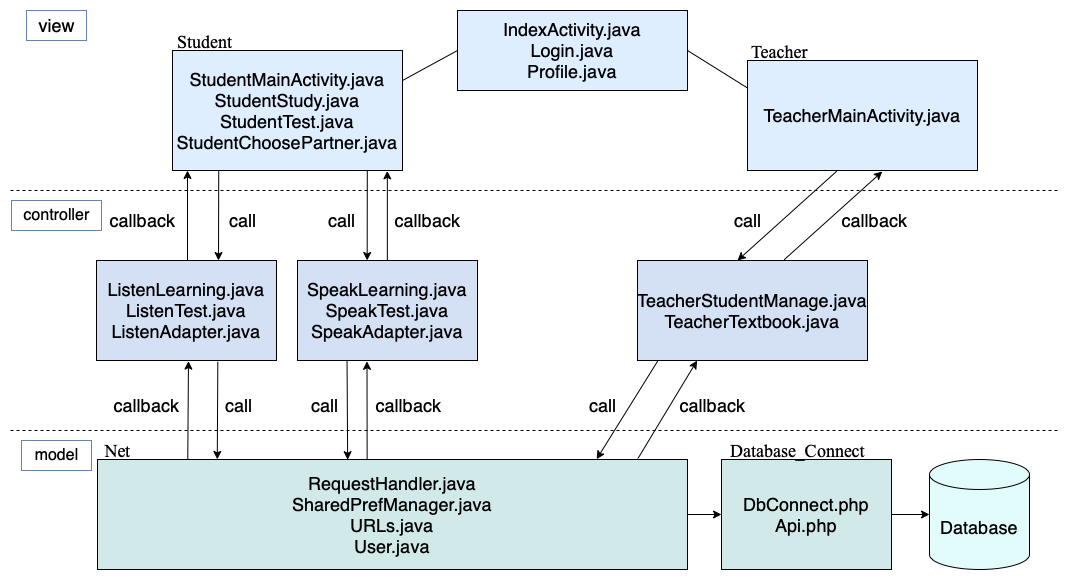 view
IndexActivity.java
Login.java
Profile.java
Student
StudentMainActivity.java
StudentStudy.java
StudentTest.java
StudentChoosePartner.java
Teacher
TeacherMainActivity.java
controller
callback
call
call
callback
call
callback
ListenLearning.java
ListenTest.java
ListenAdapter.java
SpeakLearning.java
SpeakTest.java
SpeakAdapter.java
TeacherStudentManage.java
TeacherTextbook.java
callback
call
call
callback
call
callback
model
Net
RequestHandler.java
SharedPrefManager.java
URLs.java
User.java
Database_Connect
DbConnect.php
Api.php
Database